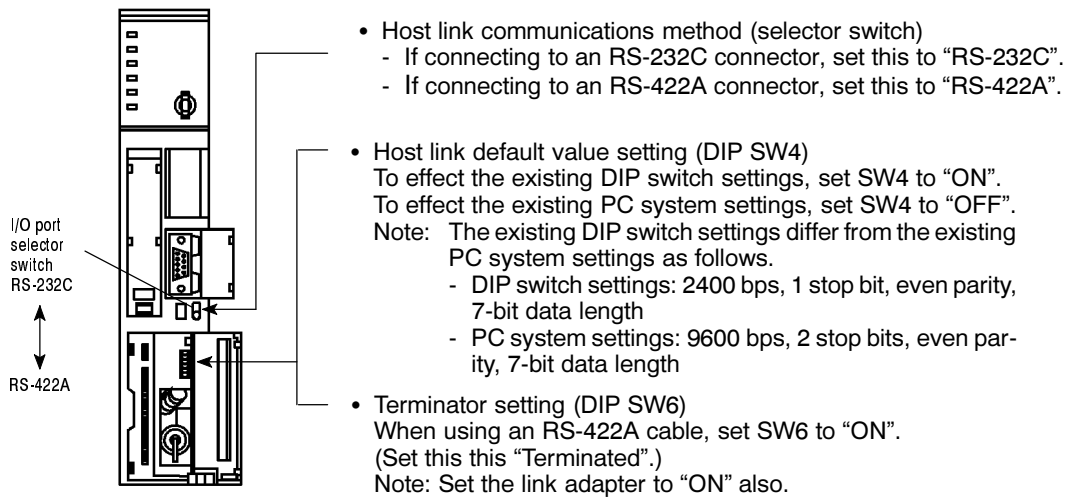 • Host link communications method (selector switch)
- If connecting to an RS-232C connector, set this to “RS-232C”.
- If connecting to an RS-422A connector, set this to “RS-422A”.
• Host link default value setting (DIP SW4)
To effect the existing DIP switch settings, set SW4 to “ON”.
To effect the existing PC system settings, set SW4 to “OFF”.
Note: The existing DIP switch settings differ from the existing
PC system settings as follows.
- DIP switch settings: 2400 bps, 1 stop bit, even parity,
7-bit data length
- PC system settings: 9600 bps, 2 stop bits, even par-
ity, 7-bit data length
• Terminator setting (DIP SW6)
When using an RS-422A cable, set SW6 to “ON”.
(Set this this “Terminated”.)
Note: Set the link adapter to “ON” also.
I/O port
selector
switch
RS-232C
RS-422A